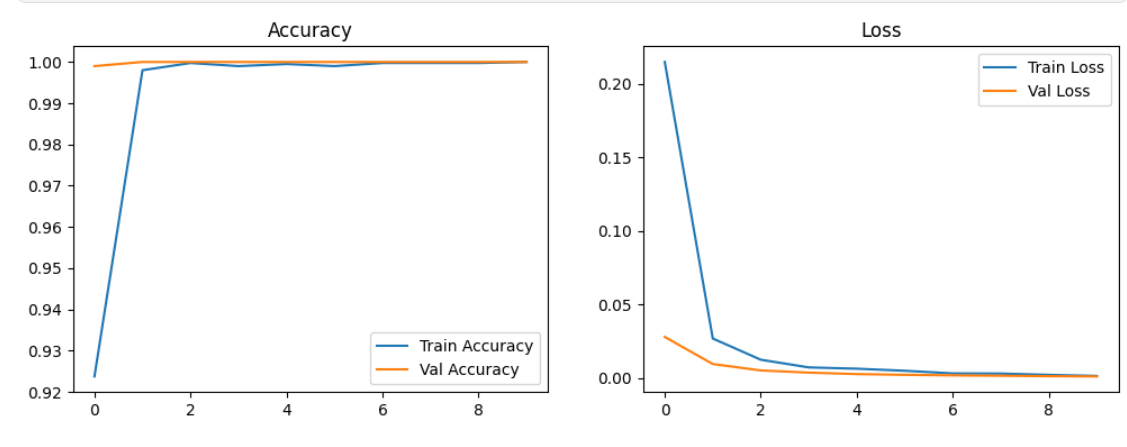 Accuracy
1.00
0.99
0.98
0.97
0.96
0.95
0.94
0.93
0.92
0 2 4 6 8
Train Accuracy
Val Accuracy
Loss
0.20
0.15
0.10
0.05
0.00
0 2 4 6 8
Train Loss
Val Loss